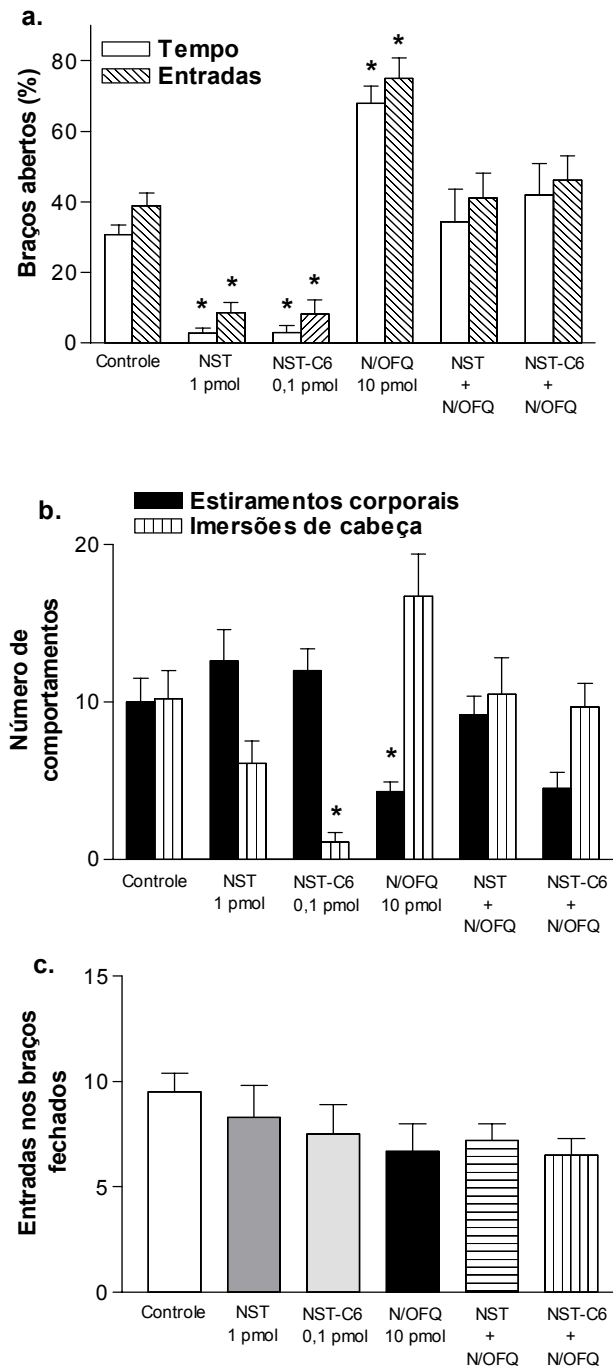 a.
Tempo
Entradas
Braços abertos (%)
80
60
40
20
0
* * * * * *
Controle NST NST-C6 N/OFQ NST NST-C6
1 pmol 0,1 pmol 10 pmol + +
N/OFQ N/OFQ
b.
Estiramentos corporais
Imersões de cabeça
Número de
comportamentos
20
10
0
* *
Controle NST NST-C6 N/OFQ NST NST-C6
1 pmol 0,1 pmol 10 pmol + +
N/OFQ N/OFQ
c.
Entradas nos braços
fechados
15
10
5
0
Controle NST NST-C6 N/OFQ NST NST-C6
1 pmol 0,1 pmol 10 pmol + +
N/OFQ N/OFQ